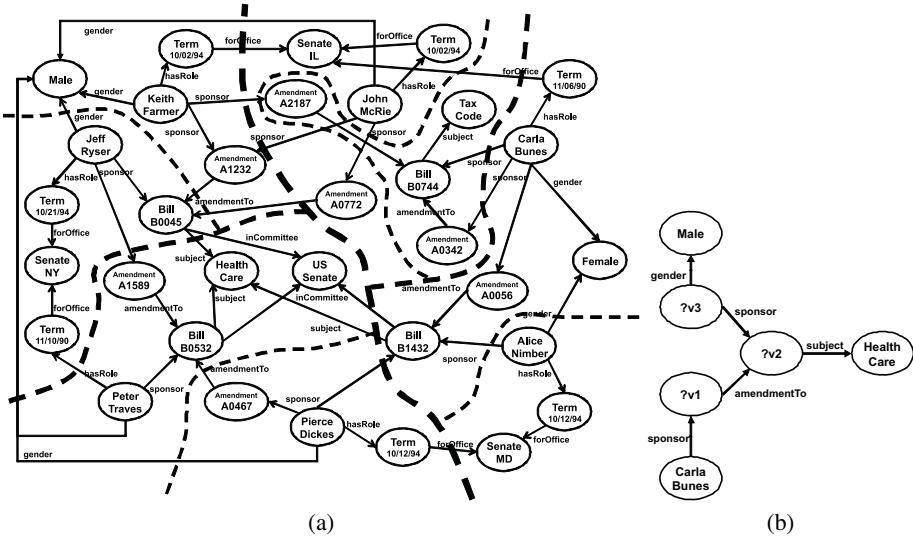 gender
Term
10/02/94
forOffice
Senate
IL
forOffice
Term
10/02/94
forOffice
Term
11/06/90
Male
hasRole
hasRole
hasRole
gender
Keith
Farmer
sponsor
Amendment
A2187
John
McRie
Tax
Code
subject
Carla
Bunes
gender
Jeff
Ryser
sponsor
sponsor
sponsor
sponsor
sponsor
gender
hasRole
sponsor
Amendment
A1232
Bill
B0744
Term
10/21/94
Bill
B0045
amendmentTo
Amendment
A0772
amendmentTo
Amendment
A0342
forOffice
inCommittee
Senate
NY
subject
Health
Care
US
Senate
Female
Amendment
A1589
Amendment
A0056
forOffice
amendmentTo
subject
inCommittee
amendmentTo
Term
11/10/90
Bill
B0532
subject
Bill
B1432
Alice
Nimber
hasRole
sponsor
amendmentTo
sponsor
hasRole
Peter
Traves
Amendment
A0467
sponsor
Pierce
Dickes
hasRole
Term
10/12/94
forOffice
Senate
MD
forOffice
Term
10/12/94
gender
(a)
Male
gender
?v3
sponsor
?v2
subject
Health
Care
?v1
amendmentTo
sponsor
Carla
Bunes
(b)